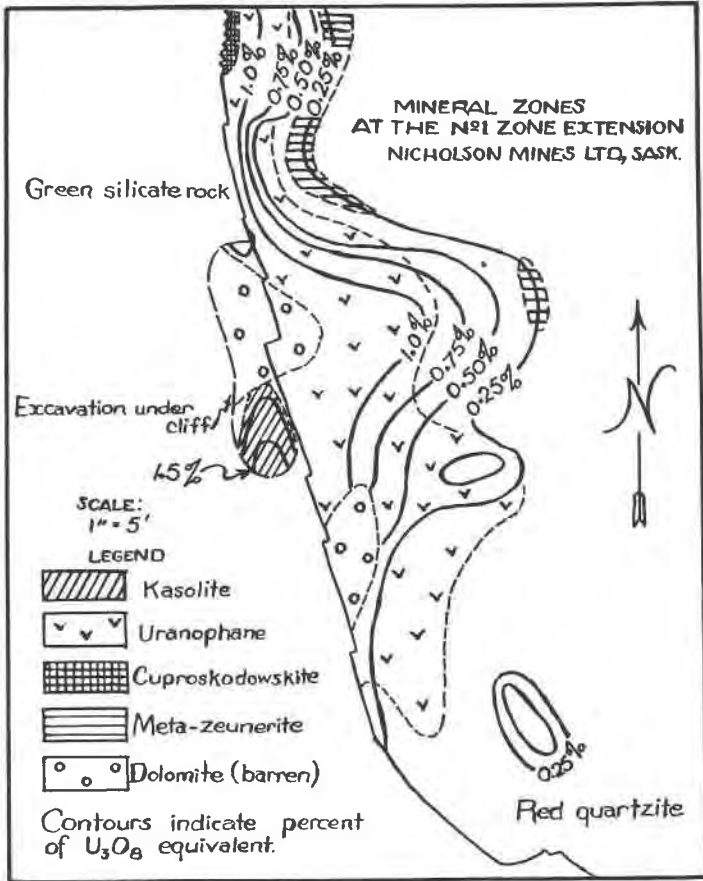 1.0%
0.75%
0.50%
0.25%
MINERAL ZONES
AT THE Nº1 ZONE EXTENSION
NICHOLSON MINES LTD, SASK.
Green silicate rock
1.0%
0.75%
0.50%
0.25%
N
Excavation under
cliff
1.5%
SCALE:
1" = 5'
LEGEND
Kasolite
Uranophane
Cuproskodowskite
Meta-zeunerite
Dolomite (barren)
0.25%
Red quartzite
Contours indicate percent
of U₃O₈ equivalent.